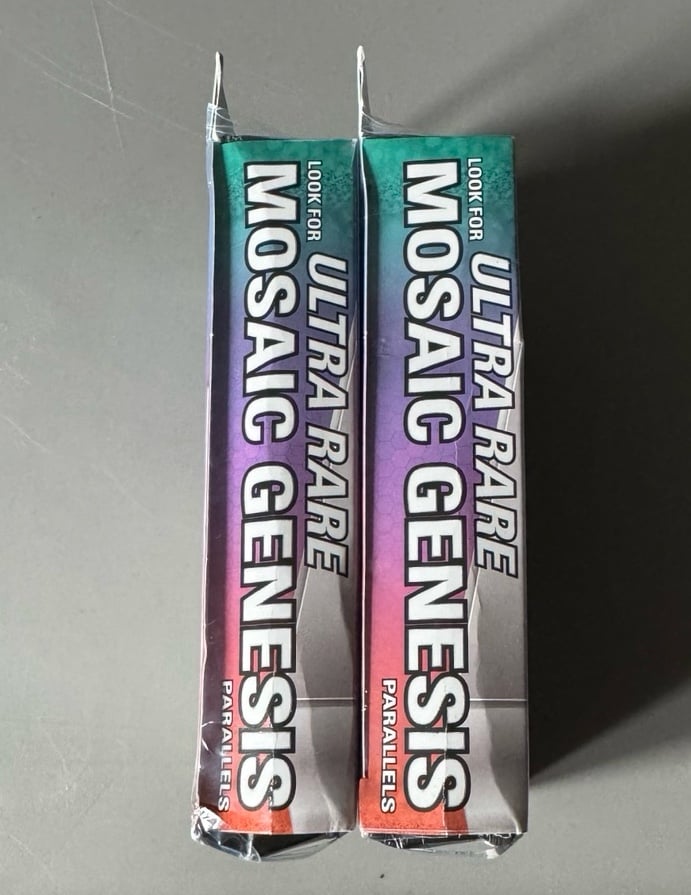 LOOK FOR
ULTRA RARE
MOSAIC GENESIS
PARALLELS
LOOK FOR
ULTRA RARE
MOSAIC GENESIS
PARALLELS